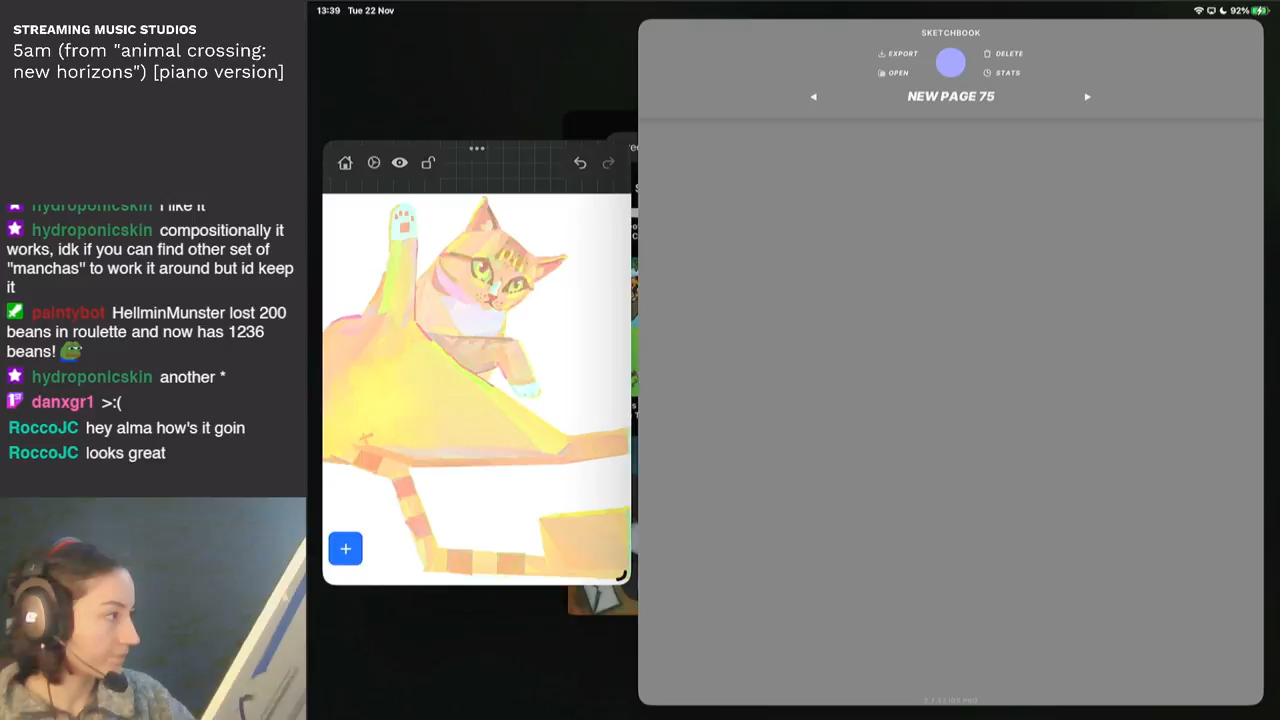 13:39 Tue 22 Nov
92%
STREAMING MUSIC STUDIOS
5am (from "animal crossing:
new horizons") [piano version]
hydroponicskin I like it
hydroponicskin compositionally it
works, idk if you can find other set of
"manchas" to work it around but id keep
it
paintybot HellminMunster lost 200
beans in roulette and now has 1236
beans!
hydroponicskin another *
danxgr1 >:(
RoccoJC hey alma how's it goin
RoccoJC looks great
SKETCHBOOK
EXPORT
DELETE
OPEN
STATS
NEW PAGE 75